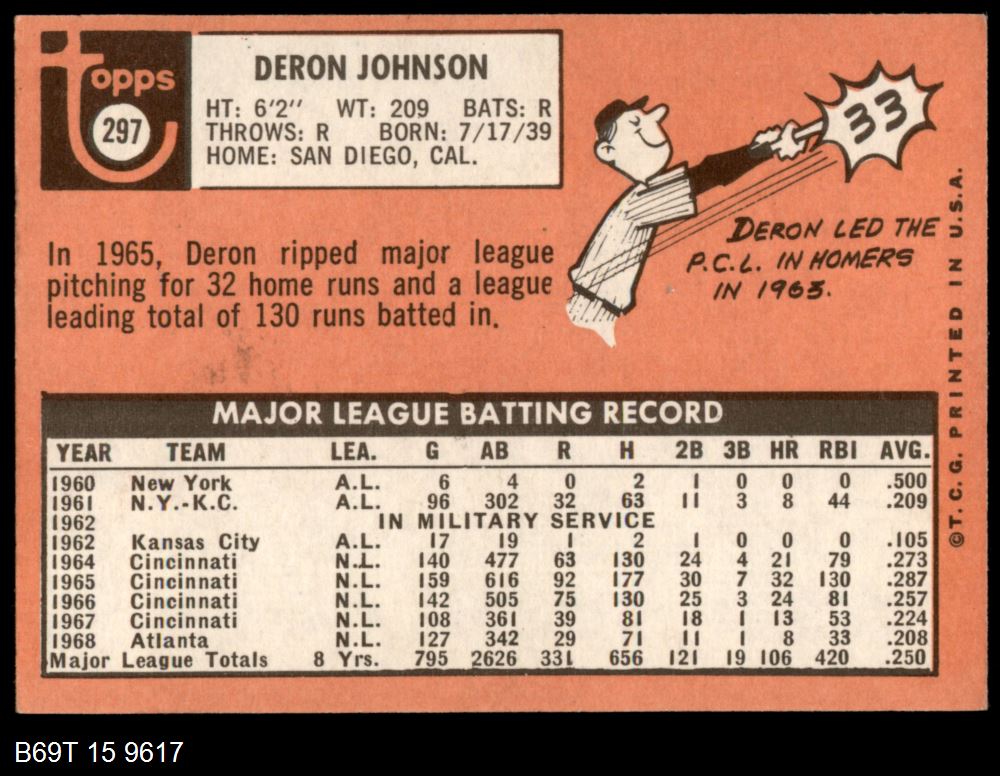 topps
297
DERON JOHNSON
HT: 6'2" WT: 209 BATS: R
THROWS: R BORN: 7/17/39
HOME: SAN DIEGO, CAL.
33
DERON LED THE
P.C.L. IN HOMERS
IN 1963.
In 1965, Deron ripped major league
pitching for 32 home runs and a league
leading total of 130 runs batted in.
MAJOR LEAGUE BATTING RECORD
YEAR TEAM LEA. G AB R H 2B 3B HR RBI AVG.
1960 New York A.L. 6 4 0 2 1 0 0 0 .500
1961 N.Y.-K.C. A.L. 96 302 32 63 11 3 8 44 .209
1962 IN MILITARY SERVICE
1962 Kansas City A.L. 17 19 1 2 1 0 0 0 .105
1964 Cincinnati N.L. 140 477 63 130 24 4 21 79 .273
1965 Cincinnati N.L. 159 616 92 177 30 7 32 130 .287
1966 Cincinnati N.L. 142 505 75 130 25 3 24 81 .257
1967 Cincinnati N.L. 108 361 39 81 18 1 13 53 .224
1968 Atlanta N.L. 127 342 29 71 11 1 8 33 .208
Major League Totals 8 Yrs. 795 2626 331 656 121 19 106 420 .250
©T.C.G. PRINTED IN U.S.A.
B69T 15 9617